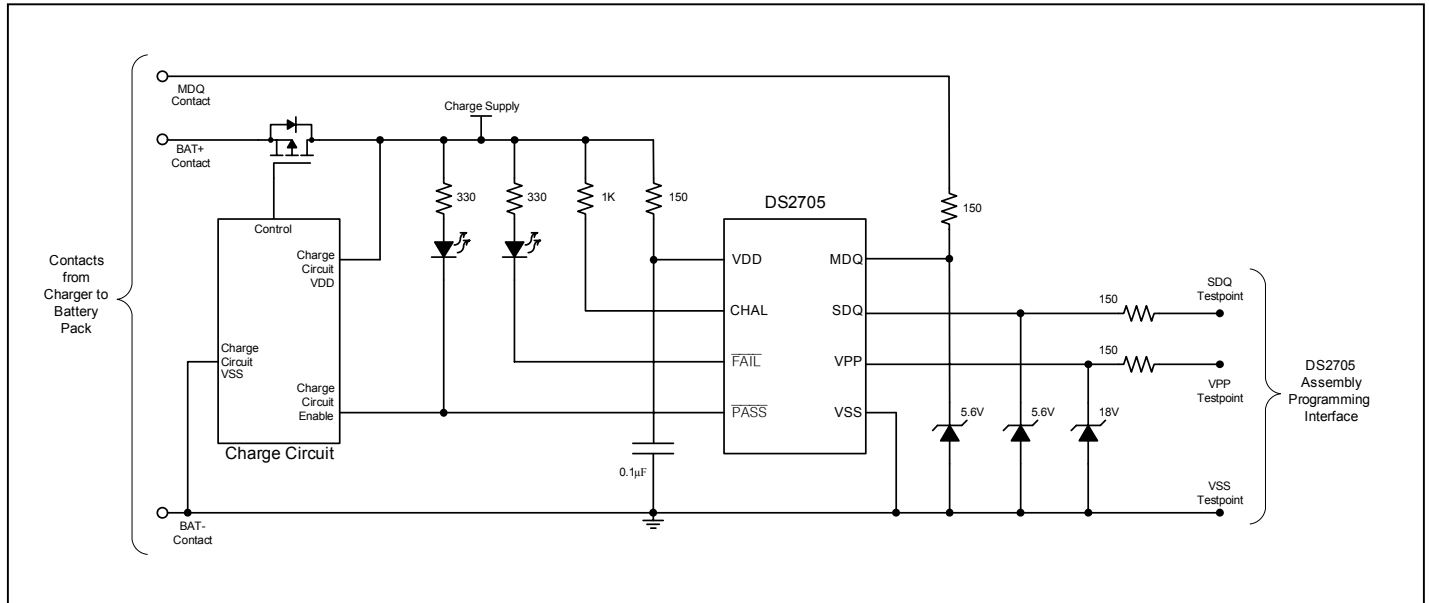 MDQ
Contact
Charge Supply
BAT+
Contact
330
330
1K
150
DS2705
150
Control
Charge
Circuit
VDD
VDD
MDQ
Contacts
from
Charger to
Battery
Pack
CHAL
SDQ
150
SDQ
Testpoint
Charge
Circuit
VSS
FAIL
VPP
150
VPP
Testpoint
DS2705
Assembly
Programming
Interface
Charge
Circuit
Enable
PASS
VSS
5.6V
5.6V
18V
Charge Circuit
0.1µF
VSS
Testpoint
BAT-
Contact